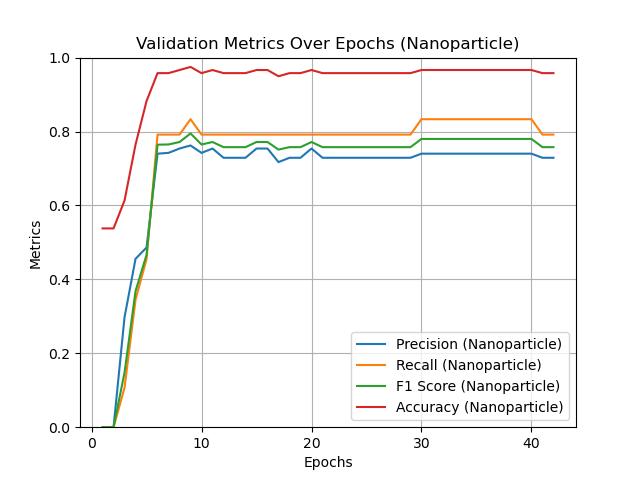 Validation Metrics Over Epochs (Nanoparticle)
1.0
0.8
0.6
0.4
0.2
0.0
Metrics
Precision (Nanoparticle)
Recall (Nanoparticle)
F1 Score (Nanoparticle)
Accuracy (Nanoparticle)
0 10 20 30 40
Epochs